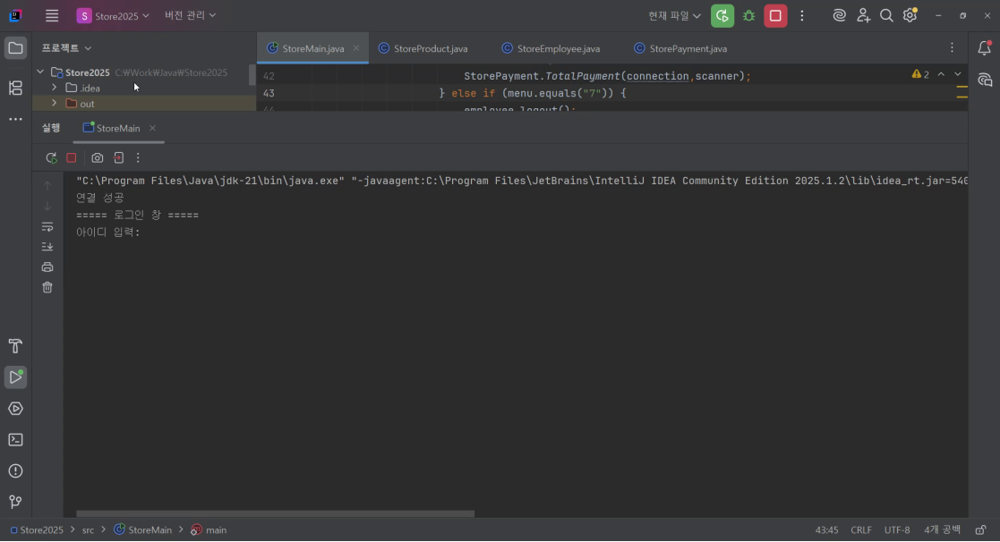 S Store2025 버전 관리 현재 파일
프로젝트
StoreMain.java StoreProduct.java StoreEmployee.java StorePayment.java
Store2025 C:₩Work₩Java₩Store2025
.idea
out
42 StorePayment.TotalPayment(connection,scanner);
2
43 } else if (menu.equals("7")) {
44 employee.logout();
실행 StoreMain
"C:\Program Files\Java\jdk-21\bin\java.exe" "-javaagent:C:\Program Files\JetBrains\IntelliJ IDEA Community Edition 2025.1.2\lib\idea_rt.jar=540
연결 성공
===== 로그인 창 =====
아이디 입력:
Store2025 > src > StoreMain > main 43:45 CRLF UTF-8 4개 공백